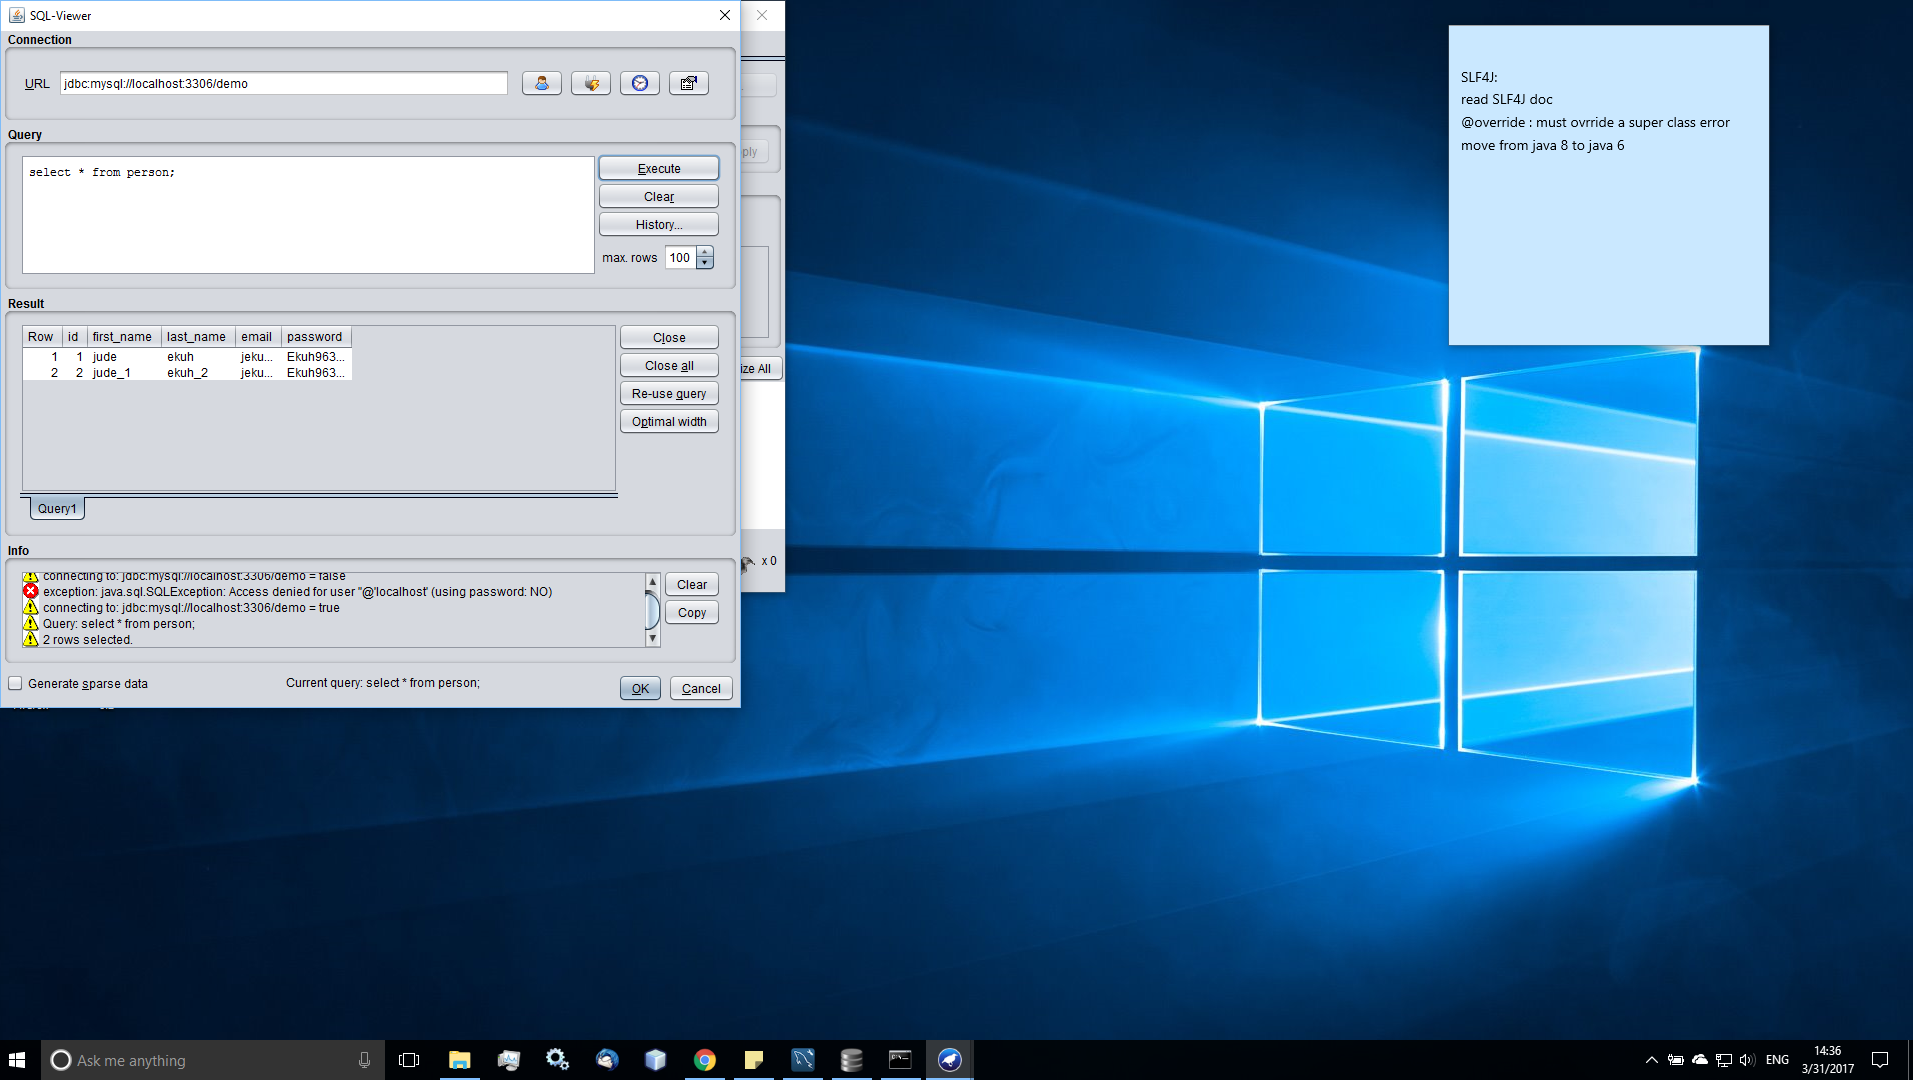 SQL-Viewer
Connection
URL jdbc:mysql://localhost:3306/demo
Query
select * from person;
Execute
Clear
History...
max. rows 100
Result
Row id first_name last_name email password
1 1 jude ekuh jeku... Ekuh963...
2 2 jude_1 ekuh_2 jeku... Ekuh963...
Close
Close all
Re-use query
Optimal width
Query1
Info
connecting to: jdbc:mysql://localhost:3306/demo = false
exception: java.sql.SQLException: Access denied for user ''@'localhost' (using password: NO)
connecting to: jdbc:mysql://localhost:3306/demo = true
Query: select * from person;
2 rows selected.
Clear
Copy
Generate sparse data
Current query: select * from person;
OK
Cancel
ply
ize All
x 0
SLF4J:
read SLF4J doc
@override : must ovrride a super class error
move from java 8 to java 6
Ask me anything
ENG
14:36
3/31/2017